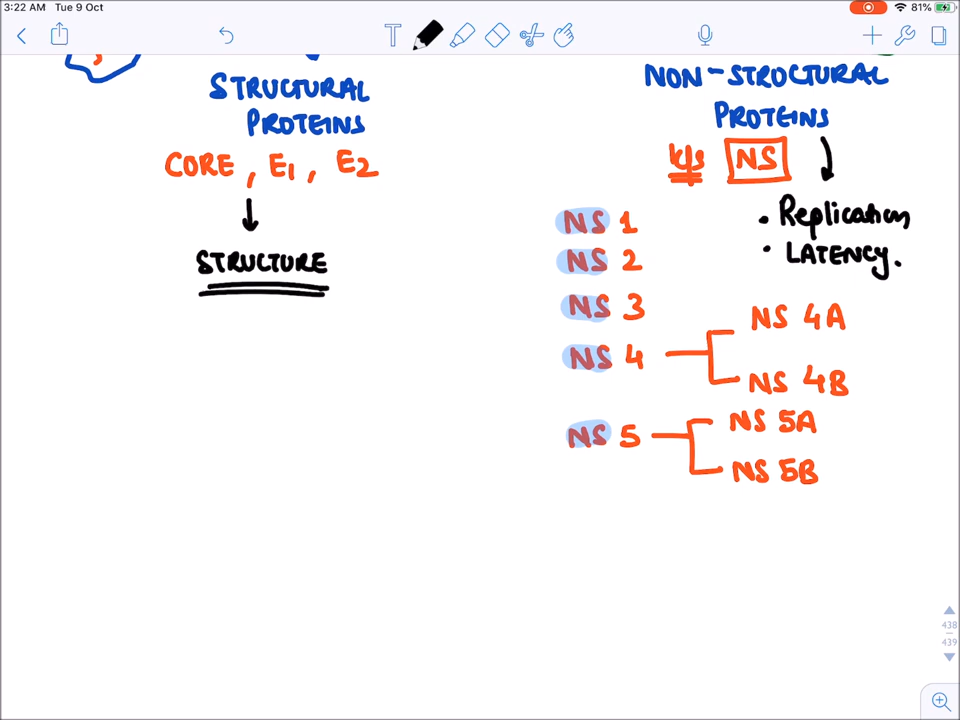 3:22 AM Tue 9 Oct
81%
STRUCTURAL
PROTEINS
CORE, E1, E2
STRUCTURE
NON-STRUCTURAL
PROTEINS
k/s NS
• Replication
• LATENCY.
NS 1
NS 2
NS 3
NS 4
NS 4A
NS 4B
NS 5
NS 5A
NS 5B
438
439